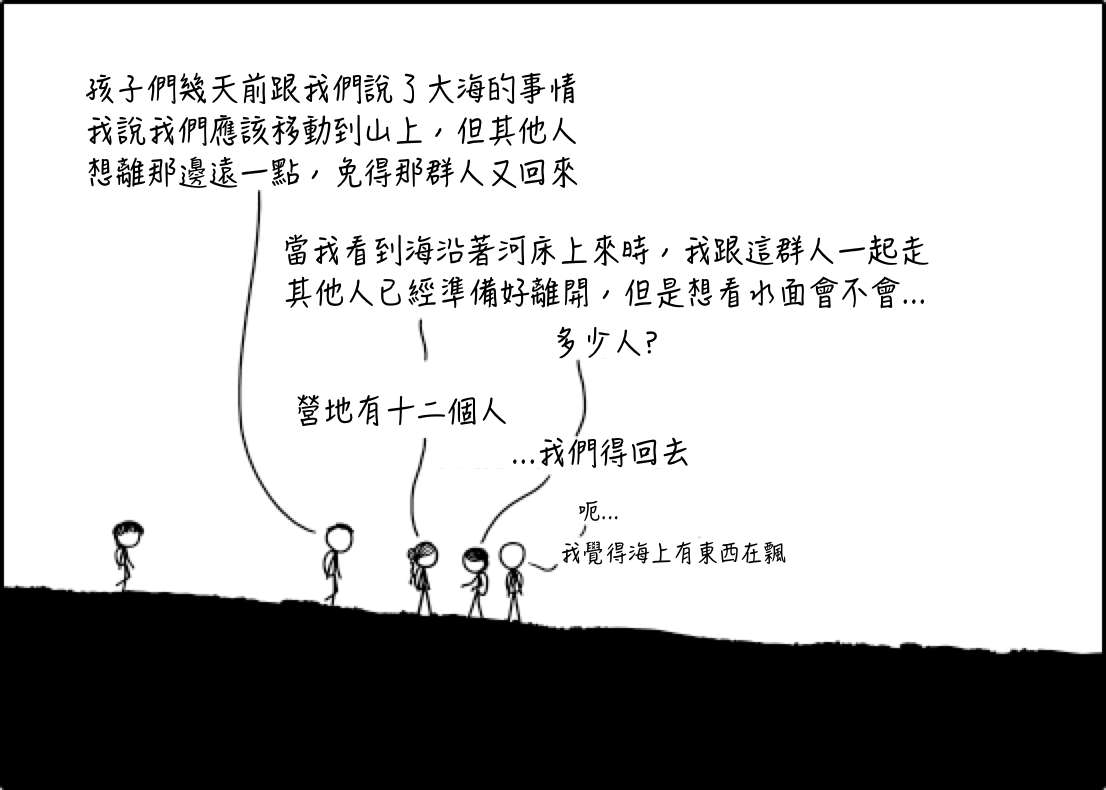 孩子們幾天前跟我們說了大海的事情
我說我們應該移動到山上，但其他人
想離那邊遠一點，免得那群人又回來
當我看到海沿著河床上來時，我跟這群人一起走
其他人已經準備好離開，但是想看水面會不會...
多少人?
營地有十二個人
...我們得回去
呃...
我覺得海上有東西在飄